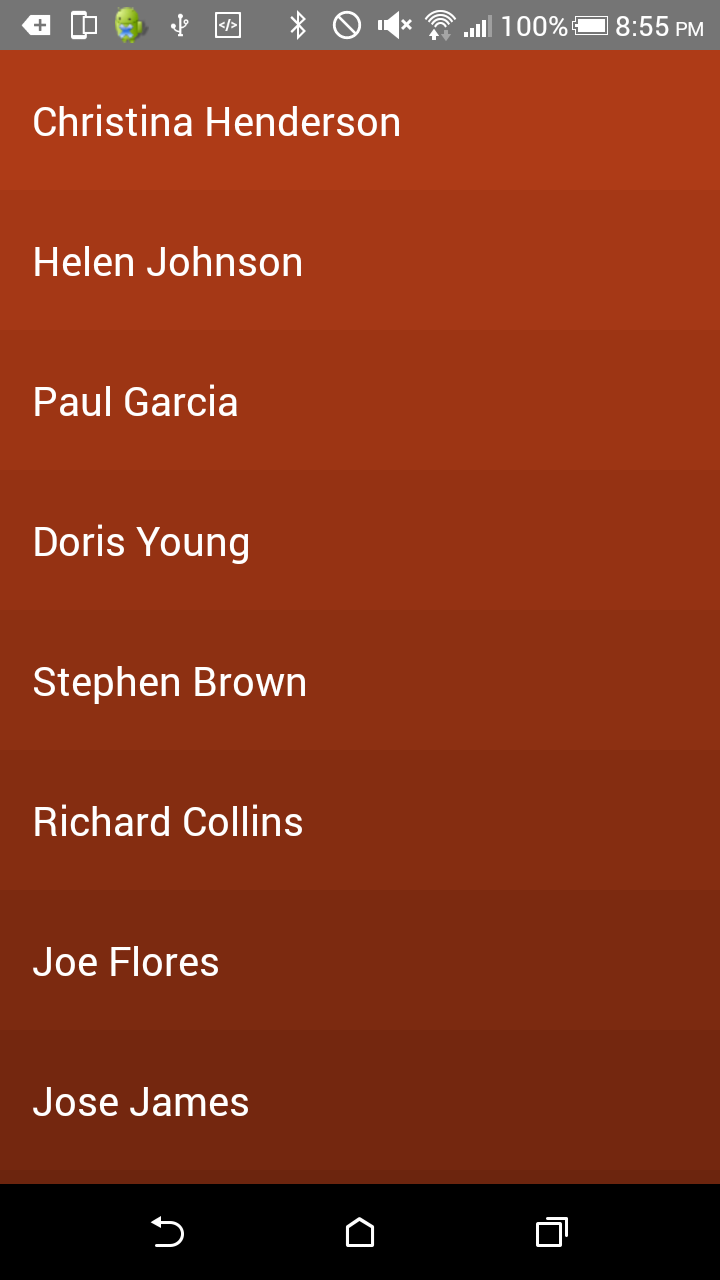 100% 8:55 PM
Christina Henderson
Helen Johnson
Paul Garcia
Doris Young
Stephen Brown
Richard Collins
Joe Flores
Jose James